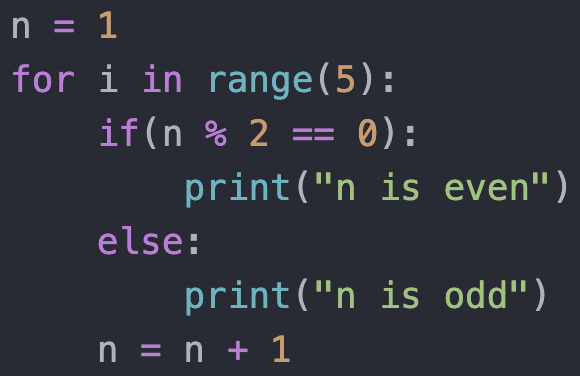 n = 1
for i in range(5):
    if(n % 2 == 0):
        print("n is even")
    else:
        print("n is odd")
    n = n + 1